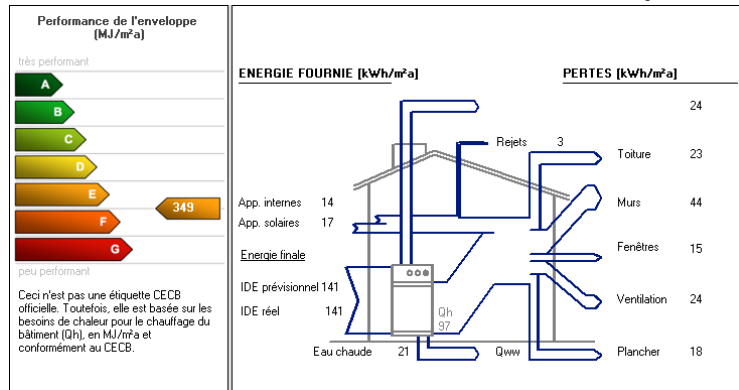 Performance de l'enveloppe
(MJ/m²a)
très performant
A
B
C
D
E
349
F
G
peu performant
Ceci n'est pas une étiquette CECB
officielle. Toutefois, elle est basée sur les
besoins de chaleur pour le chauffage du
bâtiment (Qh), en MJ/m²a et
conformément au CECB.
ENERGIE FOURNIE [kWh/m²a]
PERTES [kWh/m²a]
24
Rejets 3
Toiture 23
App. internes 14
Murs 44
App. solaires 17
Energie finale
Fenêtres 15
IDE prévisionnel 141
IDE réel 141
Qh
97
Ventilation 24
Eau chaude 21
Qww
Plancher 18